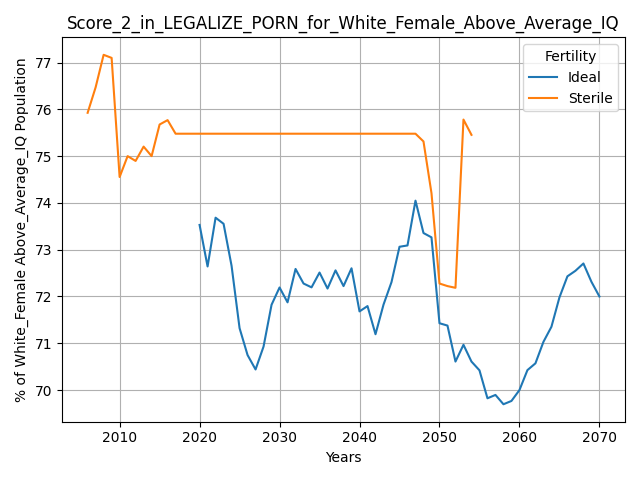 Score_2_in_LEGALIZE_PORN_for_White_Female_Above_Average_IQ
% of White_Female Above_Average_IQ Population
77
76
75
74
73
72
71
70
Fertility
Ideal
Sterile
2010 2020 2030 2040 2050 2060 2070
Years